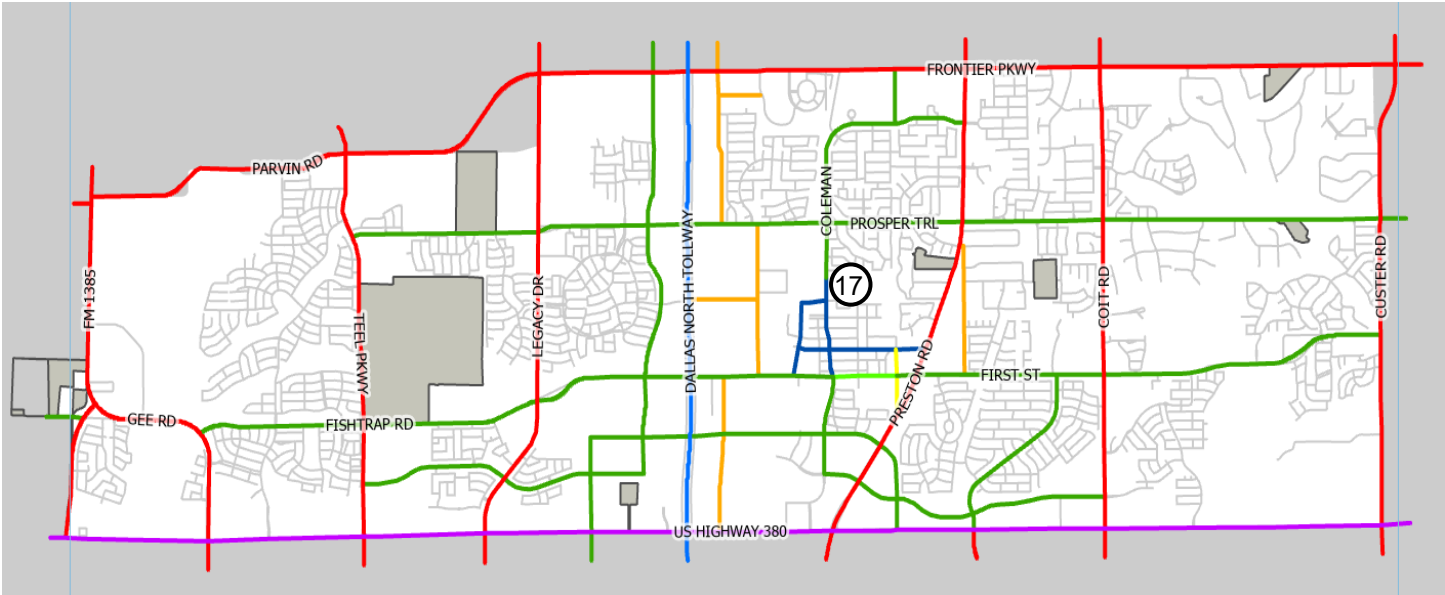 FRONTIER PKWY
PARVIN RD
COLEMAN
PROSPER TRL
DALLAS NORTH TOLLWAY
FM 1385
LEGACY DR
17
COIT RD
CUSTER RD
TEEL PKWY
PRESTON RD
FIRST ST
GEE RD
FISHTRAP RD
US HIGHWAY 380